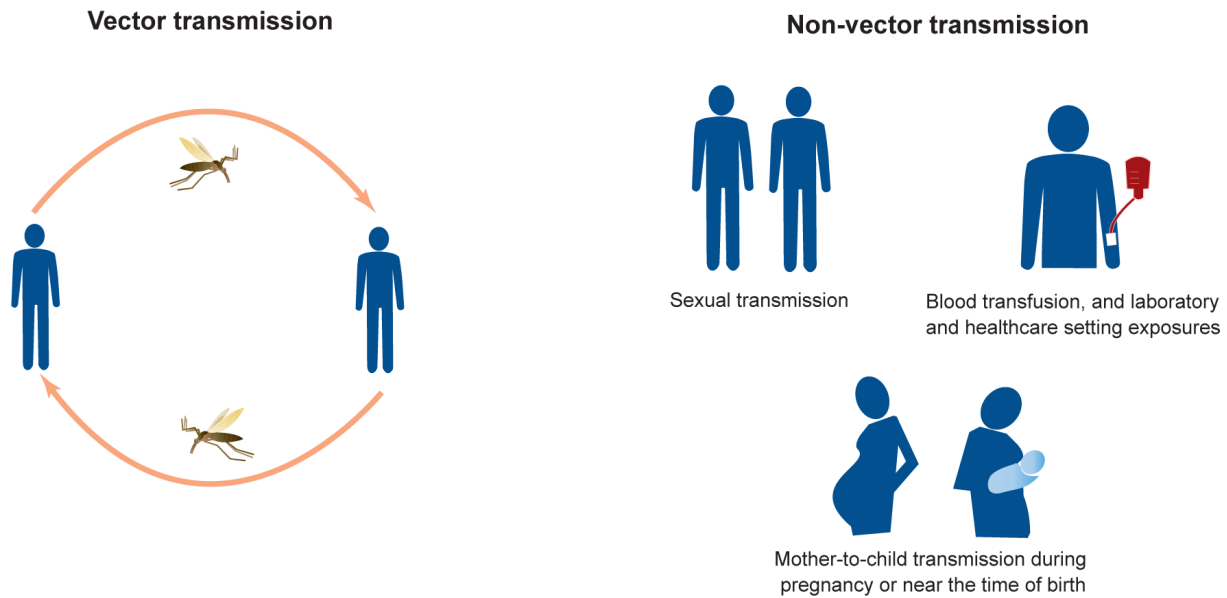 Vector transmission
Non-vector transmission
Sexual transmission
Blood transfusion, and laboratory
and healthcare setting exposures
Mother-to-child transmission during
pregnancy or near the time of birth